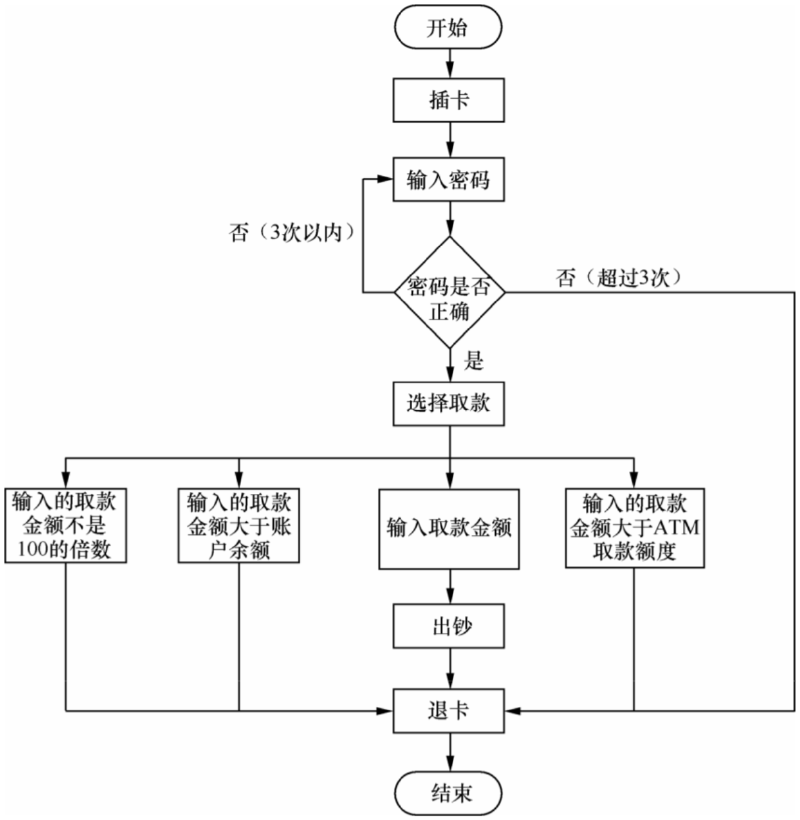 开始
插卡
输入密码
否（3次以内）
密码是否
正确
否（超过3次）
是
选择取款
输入的取款
金额不是
100的倍数
输入的取款
金额大于账
户余额
输入取款金额
输入的取款
金额大于ATM
取款额度
出钞
退卡
结束